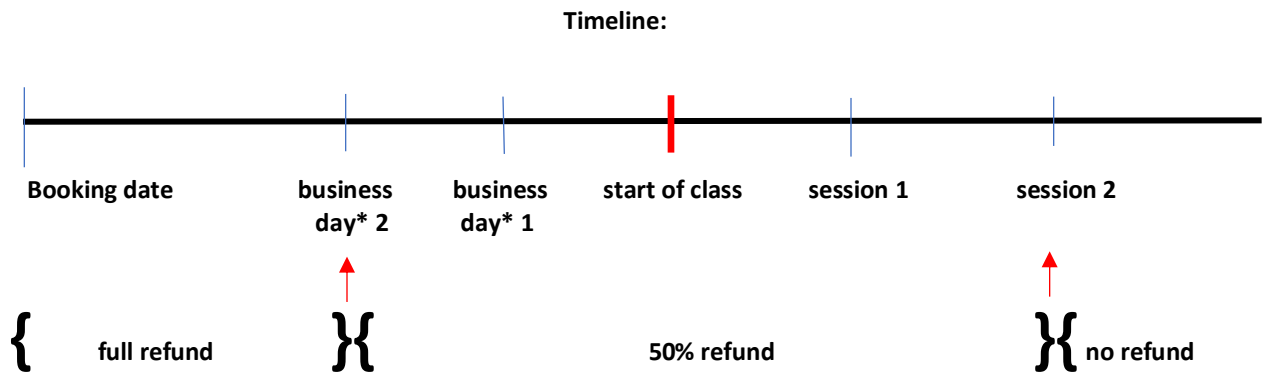 Timeline:
Booking date business business start of class session 1 session 2
day* 2 day* 1
{ full refund }{ 50% refund }{ no refund